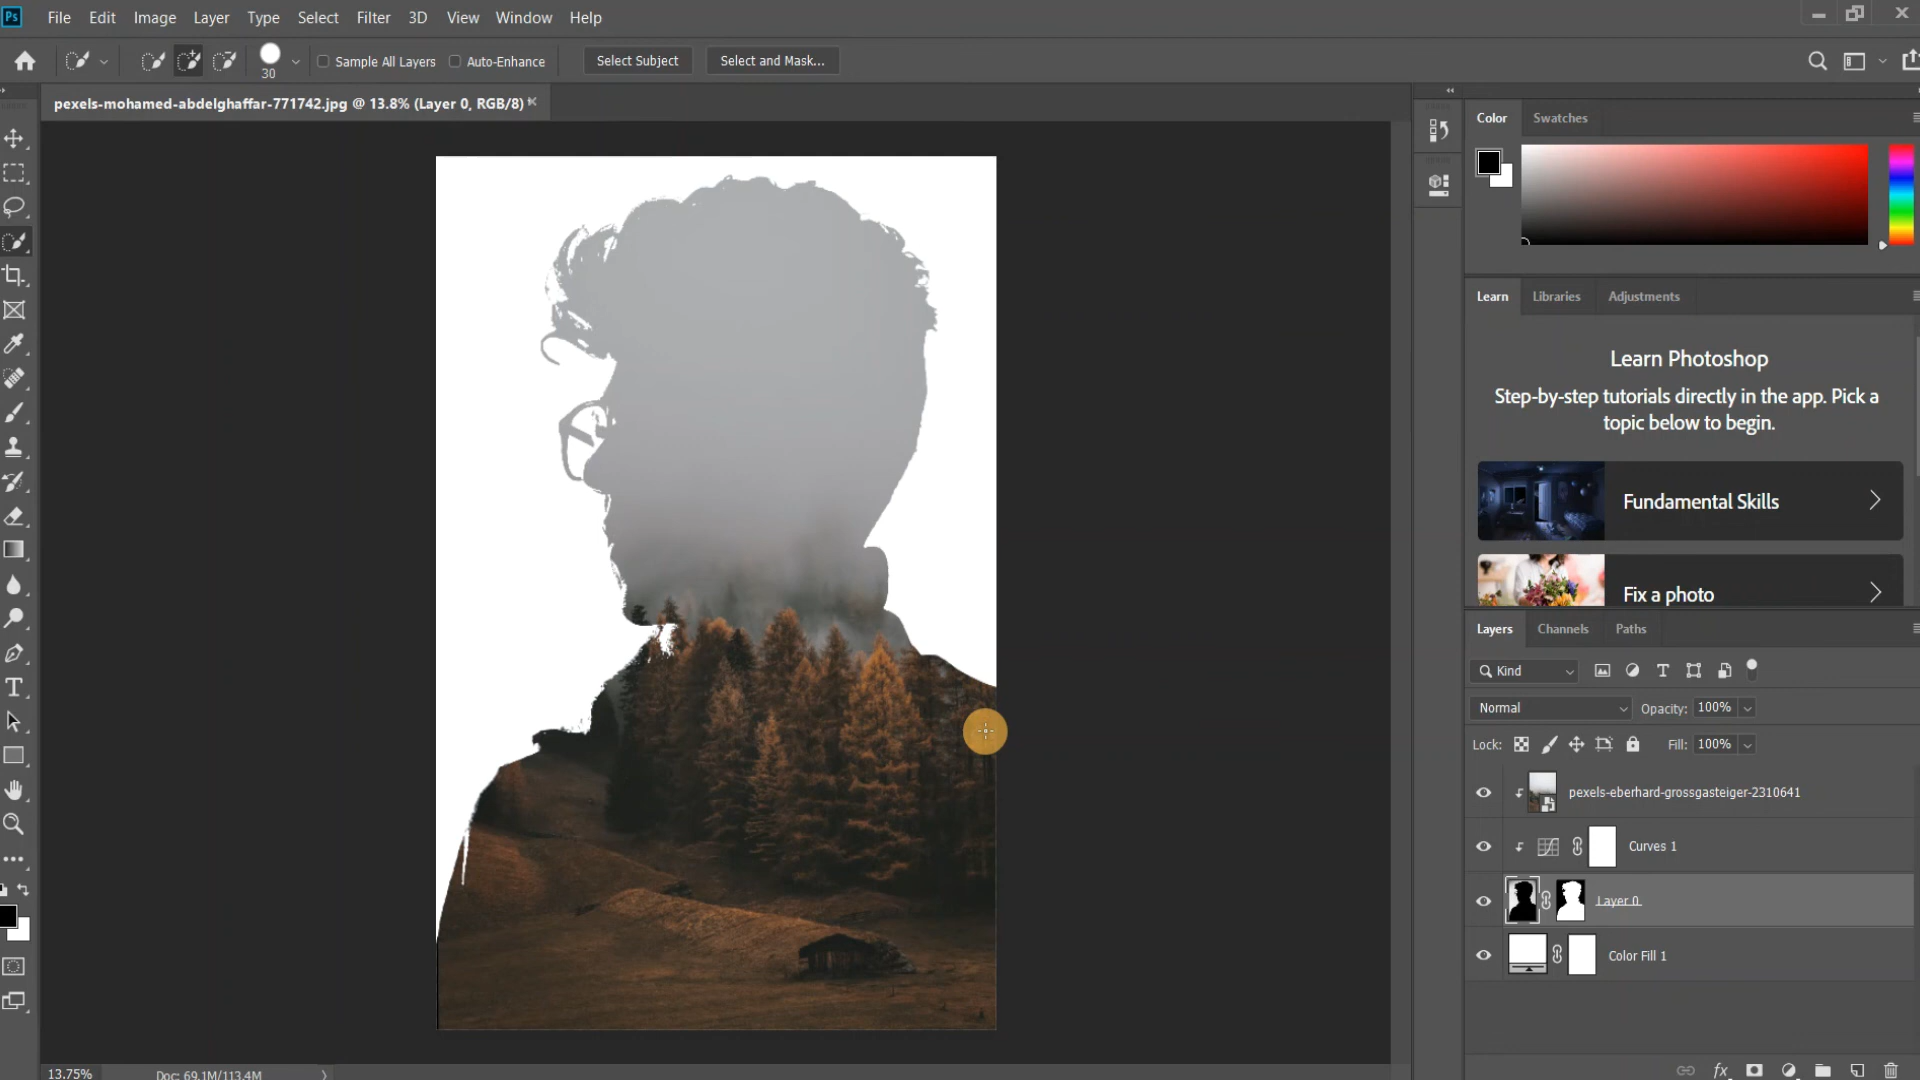 Ps File Edit Image Layer Type Select Filter 3D View Window Help
30 Sample All Layers Auto-Enhance Select Subject Select and Mask...
pexels-mohamed-abdelghaffar-771742.jpg @ 13.8% (Layer 0, RGB/8)
Color Swatches
Learn Libraries Adjustments
Learn Photoshop
Step-by-step tutorials directly in the app. Pick a
topic below to begin.
Fundamental Skills
Fix a photo
Layers Channels Paths
Kind
Normal Opacity: 100%
Lock: Fill: 100%
pexels-eberhard-grossgasteiger-2310641
Curves 1
Layer 0
Color Fill 1
13.75% Doc: 69.1M/113.4M